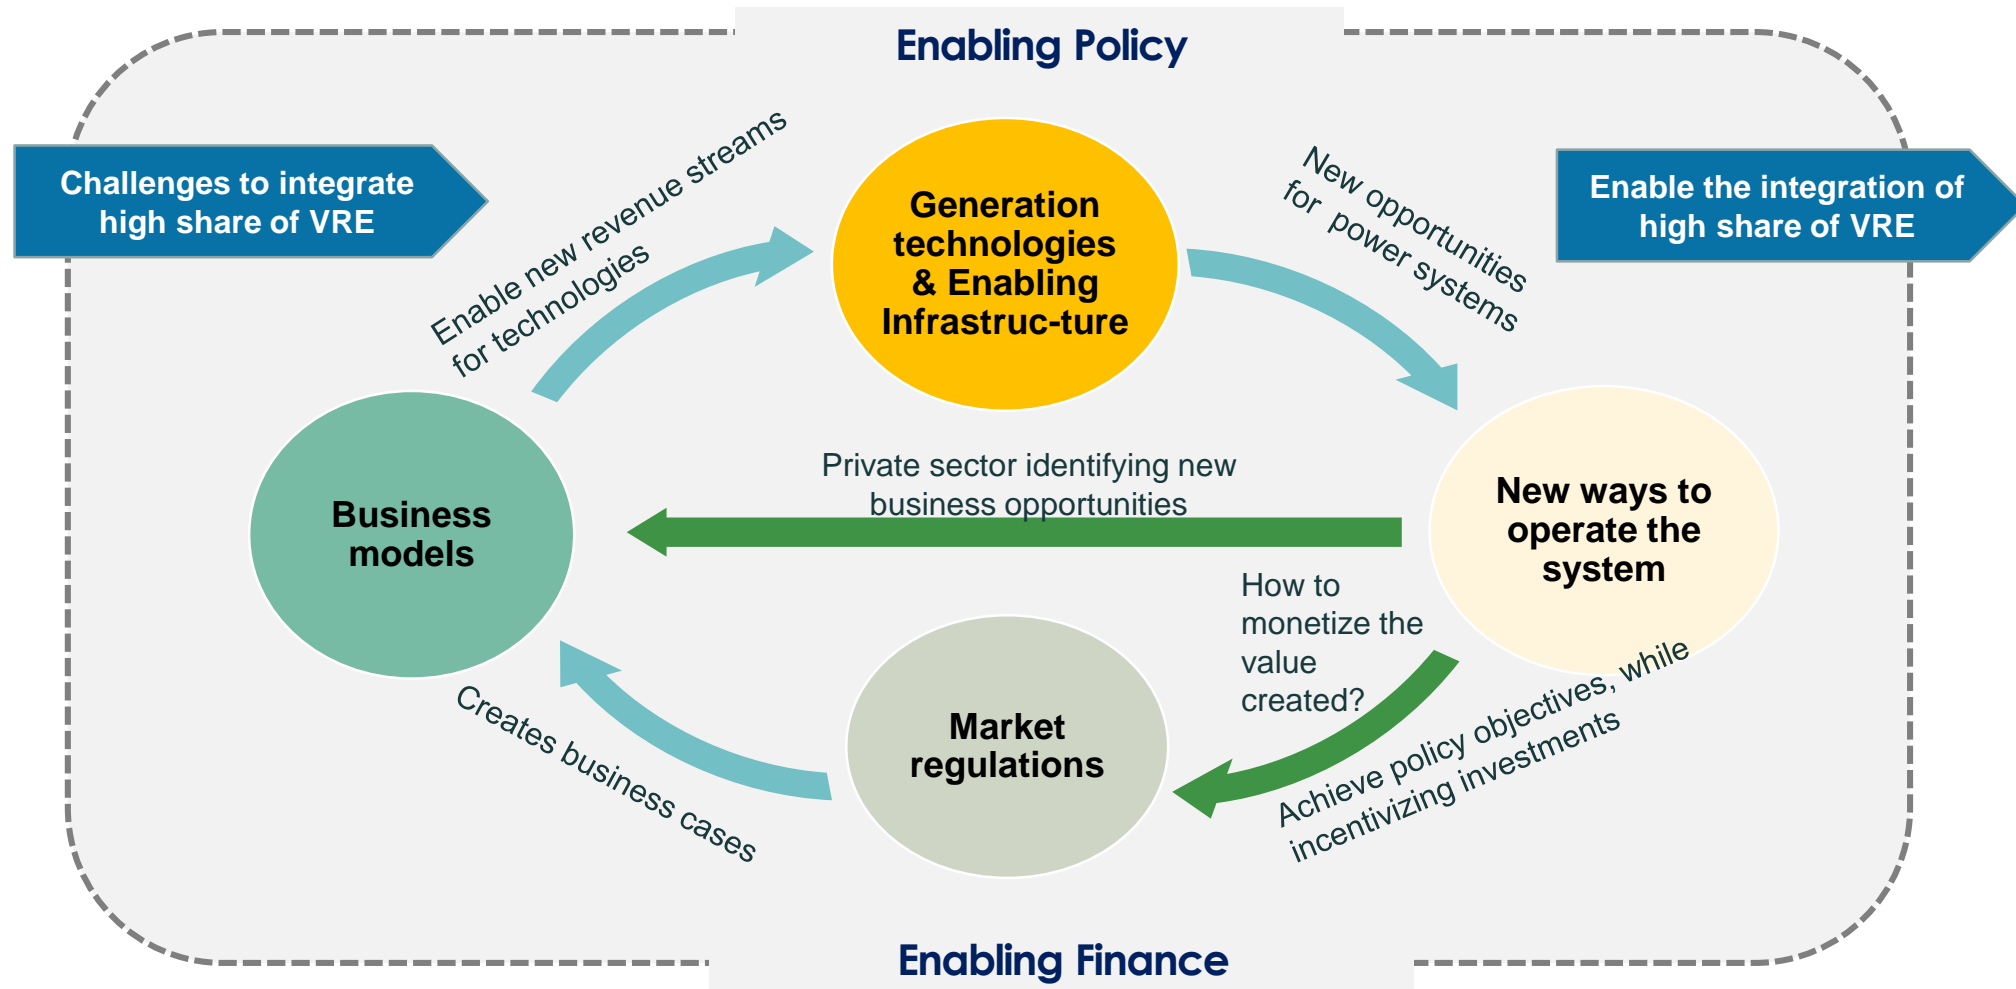 Enabling Policy
Challenges to integrate
high share of VRE
Enable new revenue streams
for technologies
Generation
technologies
& Enabling
Infrastruc-ture
New opportunities
for power systems
Enable the integration of
high share of VRE
Private sector identifying new
business opportunities
Business
models
New ways to
operate the
system
How to
monetize the
value
created?
Market
regulations
Creates business cases
Achieve policy objectives, while
incentivizing investments
Enabling Finance